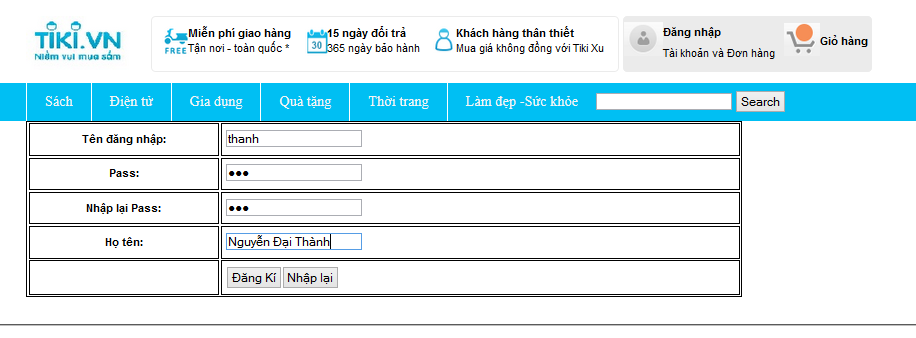 TIKI.VN
Niềm vui mua sắm
FREE
Miễn phí giao hàng
Tận nơi - toàn quốc *
30
15 ngày đổi trả
365 ngày bảo hành
Khách hàng thân thiết
Mua giá không đồng với Tiki Xu
Đăng nhập
Tài khoản và Đơn hàng
Giỏ hàng
Sách Điện tử Gia dụng Quà tặng Thời trang Làm đẹp -Sức khỏe Search
Tên đăng nhập: thanh
Pass: •••
Nhập lại Pass: •••
Họ tên: Nguyễn Đại Thành
Đăng Kí Nhập lại